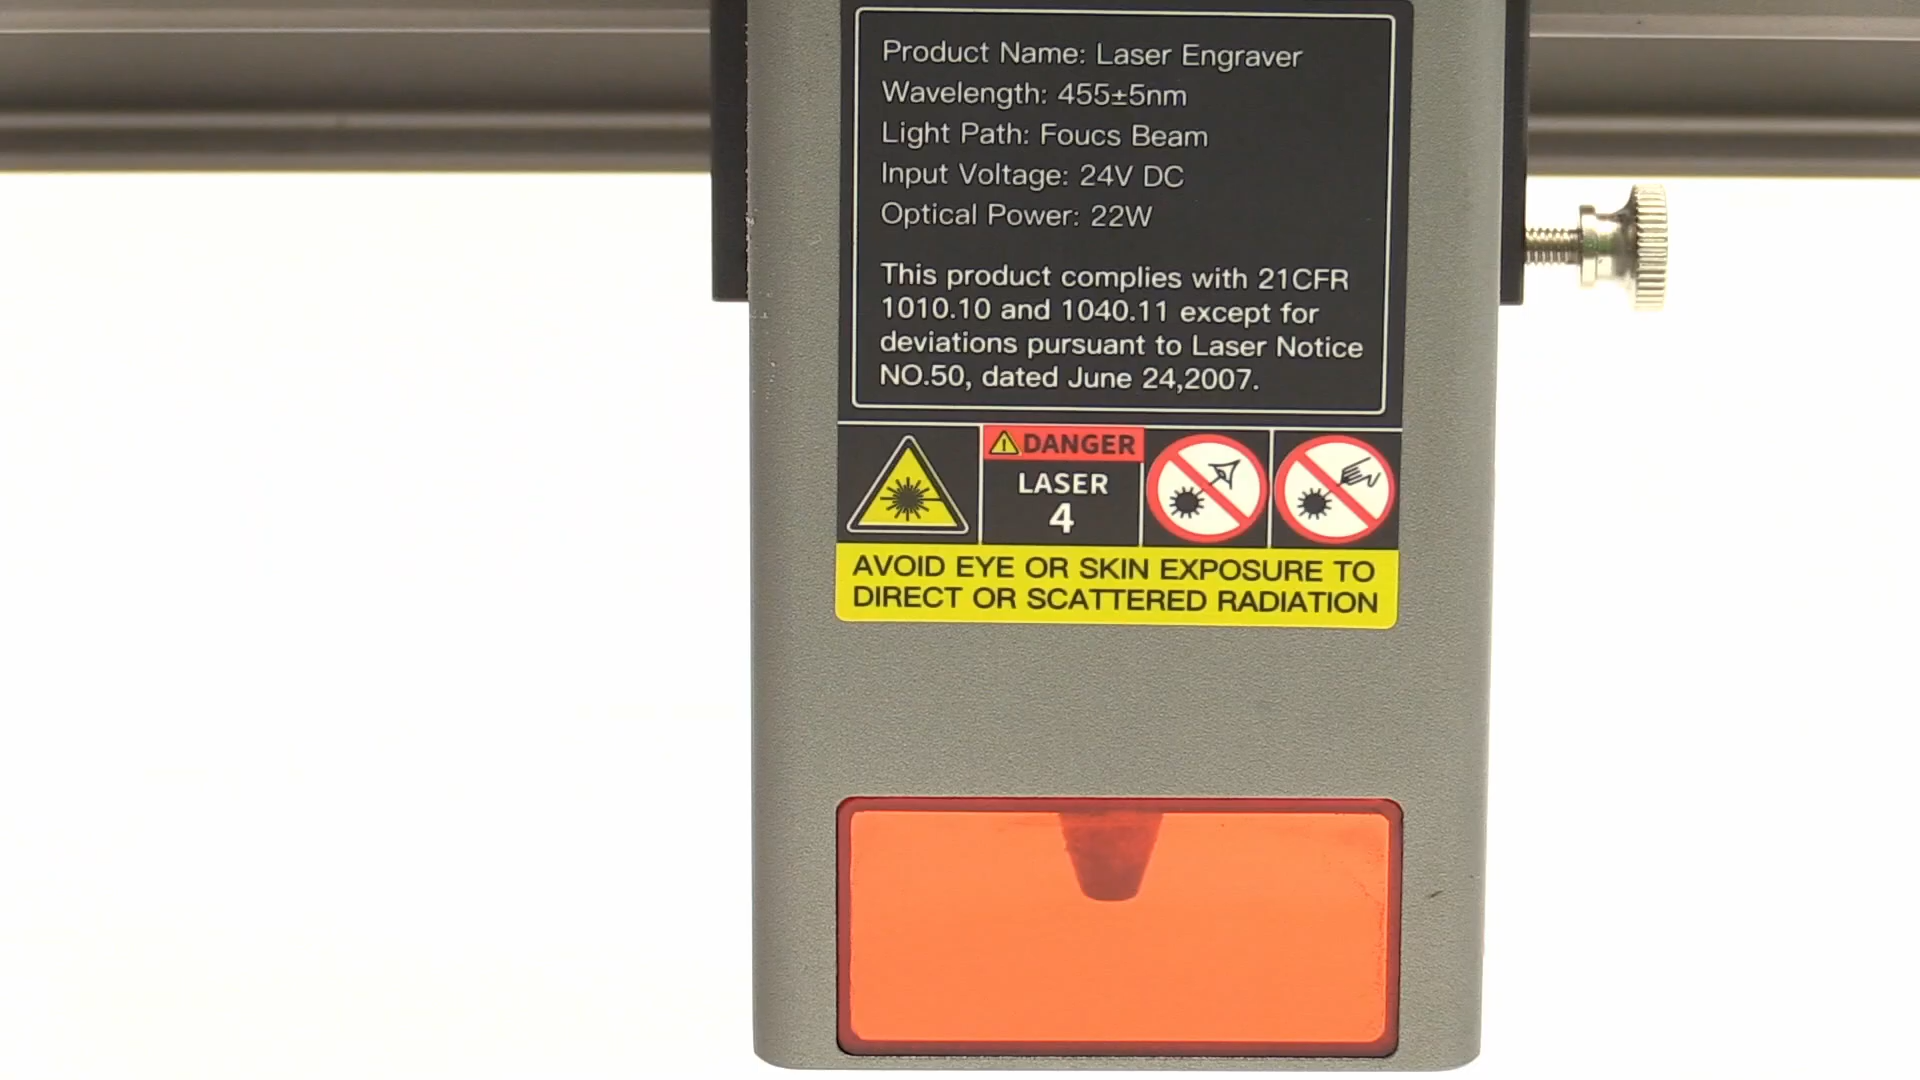 Product Name: Laser Engraver
Wavelength: 455±5nm
Light Path: Foucs Beam
Input Voltage: 24V DC
Optical Power: 22W
This product complies with 21CFR
1010.10 and 1040.11 except for
deviations pursuant to Laser Notice
NO.50, dated June 24,2007.
DANGER
LASER
4
AVOID EYE OR SKIN EXPOSURE TO
DIRECT OR SCATTERED RADIATION